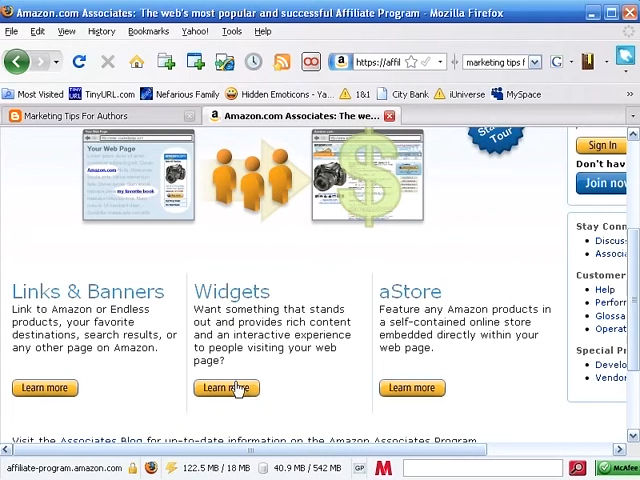 Amazon.com Associates: The web's most popular and successful Affiliate Program - Mozilla Firefox
File Edit View History Bookmarks Yahoo! Tools Help
https://affil
marketing tips f
Most Visited TinyURL.com Nefarious Family Hidden Emoticons - Ya... 1&1 City Bank iUniverse MySpace
Marketing Tips For Authors
Amazon.com Associates: The we...
Your Web Page
Amazon.com
my favorite book
Tour
Sign In
Don't have
Join now
Stay Conn
Discuss
Associa
Customer
Help
Perforr
Glossa
Operat
Special Pr
Develo
Vendor
Links & Banners
Link to Amazon or Endless
products, your favorite
destinations, search results, or
any other page on Amazon.
Learn more
Widgets
Want something that stands
out and provides rich content
and an interactive experience
to people visiting your web
page?
Learn more
aStore
Feature any Amazon products in
a self-contained online store
embedded directly within your
web page.
Learn more
Visit the Associates Blog for up-to-date information on the Amazon Associates Program.
affiliate-program.amazon.com 122.5 MB / 18 MB 40.9 MB / 542 MB GP McAfee